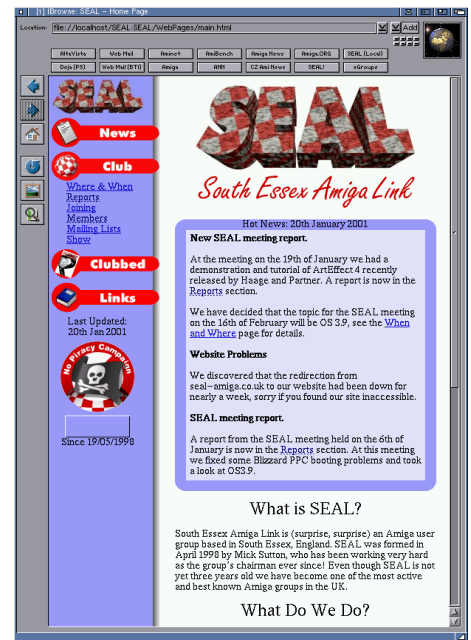 [1] IBrowse: SEAL - Home Page
Location: file://localhost/SEAL:SEAL/WebPages/main.html Add
AltaVista Web Mail Aminet AmiBench Amiga News Amiga.ORG SEAL (Local)
Deja (PS) Web Mail (BTI) Amiga ANN CZ Ami News SEAL! eGroups
SEAL
News
Club
Where & When
Reports
Joining
Members
Mailing Lists
Show
Clubbed
Links
Last Updated:
20th Jan 2001
No Piracy Campaign
Since 19/05/1998
SEAL
South Essex Amiga Link
Hot News: 20th January 2001
New SEAL meeting report.
At the meeting on the 19th of January we had a
demonstration and tutorial of ArtEffect 4 recently
released by Haage and Partner. A report is now in the
Reports section.
We have decided that the topic for the SEAL meeting
on the 16th of February will be OS 3.9, see the When
and Where page for details.
Website Problems
We discovered that the redirection from
seal-amiga.co.uk to our website had been down for
nearly a week, sorry if you found our site inaccessible.
SEAL meeting report.
A report from the SEAL meeting held on the 6th of
January is now in the Reports section. At this meeting
we fixed some Blizzard PPC booting problems and took
a look at OS3.9.
What is SEAL?
South Essex Amiga Link is (surprise, surprise) an Amiga user
group based in South Essex, England. SEAL was formed in
April 1998 by Mick Sutton, who has been working very hard
as the group's chairman ever since! Even though SEAL is not
yet three years old we have become one of the most active
and best known Amiga groups in the UK.
What Do We Do?